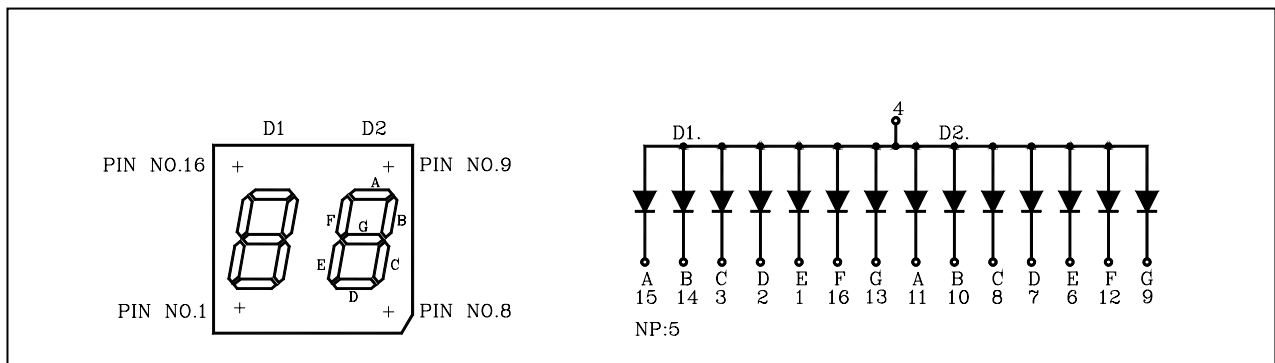 D1 D2
PIN NO.16 PIN NO.9
A
F B
G
E C
D
PIN NO.1 PIN NO.8
4
D1. D2.
A B C D E F G A B C D E F G
15 14 3 2 1 16 13 11 10 8 7 6 12 9
NP:5